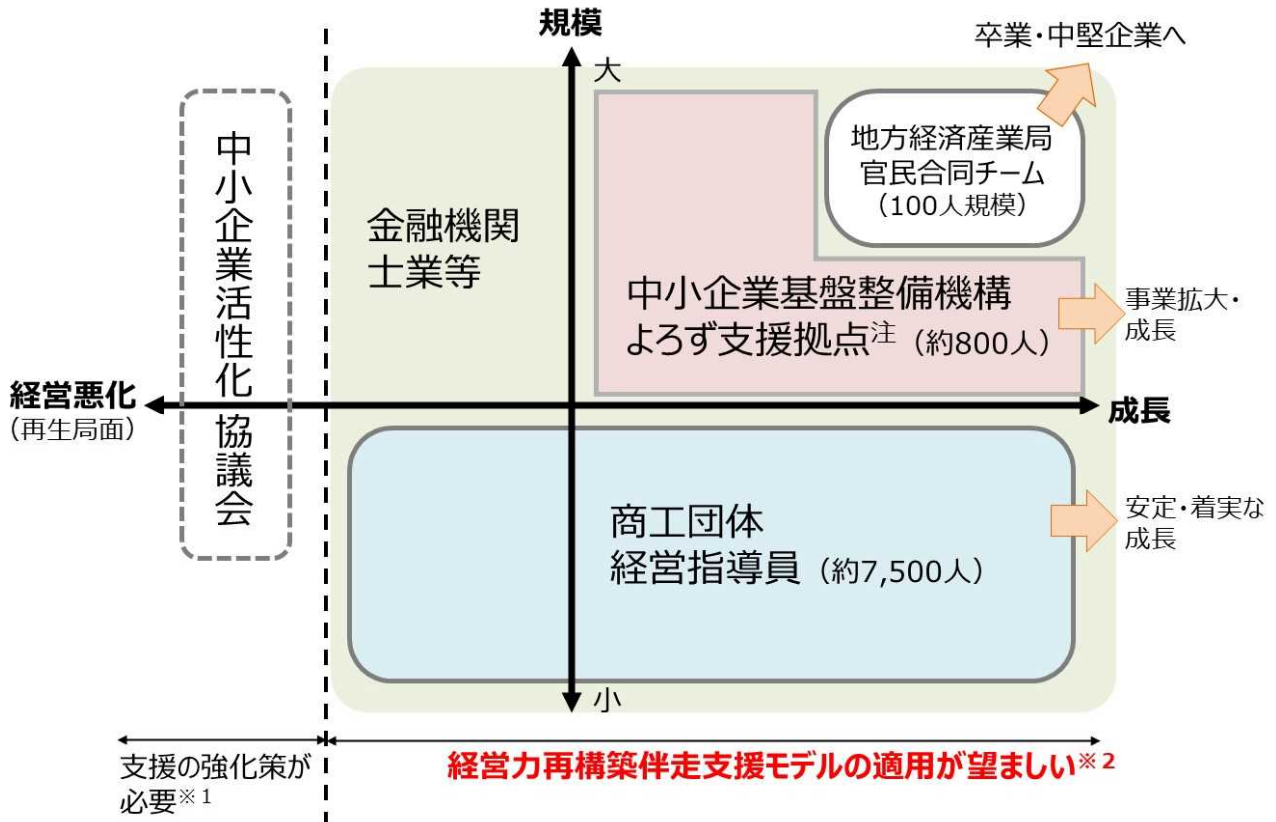 規模
大
卒業・中堅企業へ
中小企業活性化 協議会
金融機関
士業等
地方経済産業局
官民合同チーム
（100人規模）
中小企業基盤整備機構
よろず支援拠点注（約800人）
事業拡大・
成長
経営悪化
（再生局面）
成長
商工団体
経営指導員（約7,500人）
安定・着実な
成長
小
支援の強化策が
必要※1
経営力再構築伴走支援モデルの適用が望ましい※2